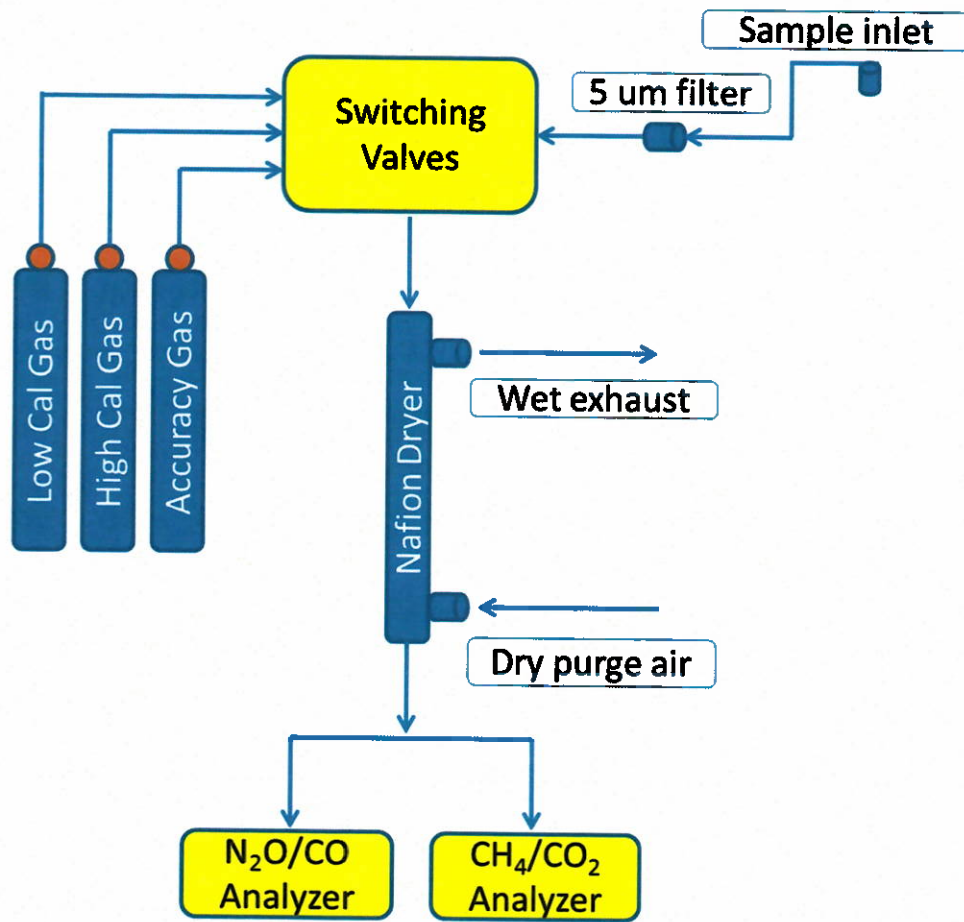 Sample inlet
5 um filter
Switching
Valves
Low Cal Gas
High Cal Gas
Accuracy Gas
Nafion Dryer
Wet exhaust
Dry purge air
N₂O/CO
Analyzer
CH₄/CO₂
Analyzer